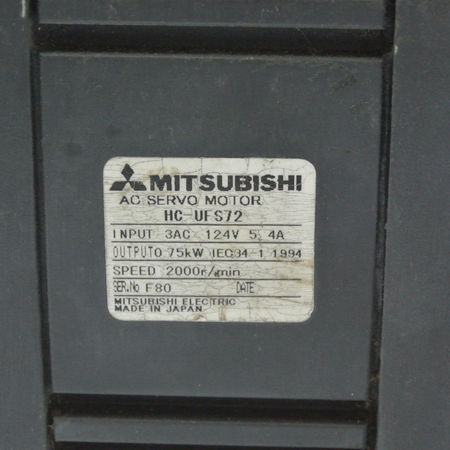 MITSUBISHI
AC SERVO MOTOR
HC-UFS72
INPUT 3AC 124V 5.4A
OUTPUT0.75kW IEC34-1 1994
SPEED 2000r/min
SER.No F80 DATE
MITSUBISHI ELECTRIC
MADE IN JAPAN